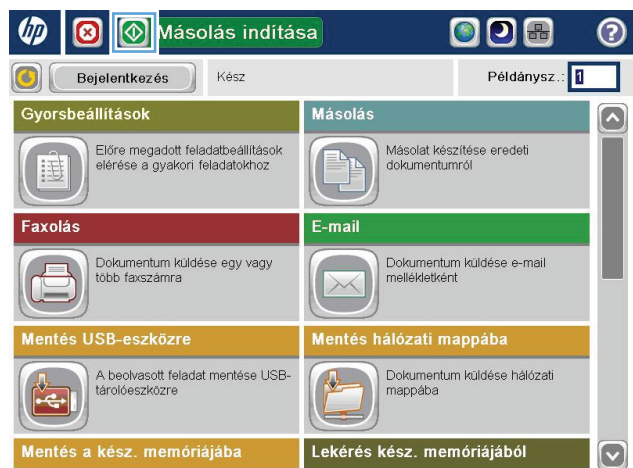 hp
Másolás indítása
?
Bejelentkezés
Kész
Példánysz.: 1
Gyorsbeállítások
Másolás
Előre megadott feladatbeállítások
elérése a gyakori feladatokhoz
Másolat készítése eredeti
dokumentumról
Faxolás
E-mail
Dokumentum küldése egy vagy
több faxszámra
Dokumentum küldése e-mail
mellékletként
Mentés USB-eszközre
Mentés hálózati mappába
A beolvasott feladat mentése USB-
tárolóeszközre
Dokumentum küldése hálózati
mappába
Mentés a kész. memóriájába
Lekérés kész. memóriájából